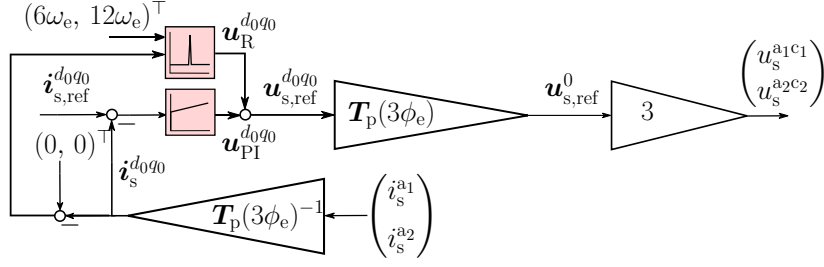 (6ωₑ, 12ωₑ)^⊤
u_R^{d₀q₀}
i_{s,ref}^{d₀q₀}
−
u_PI^{d₀q₀}
u_{s,ref}^{d₀q₀}
T_p(3ϕₑ)
u_{s,ref}^0
3
(u_s^{a₁c₁}
u_s^{a₂c₂})
(0, 0)^⊤
i_s^{d₀q₀}
−
T_p(3ϕₑ)^{−1}
(i_s^{a₁}
i_s^{a₂})